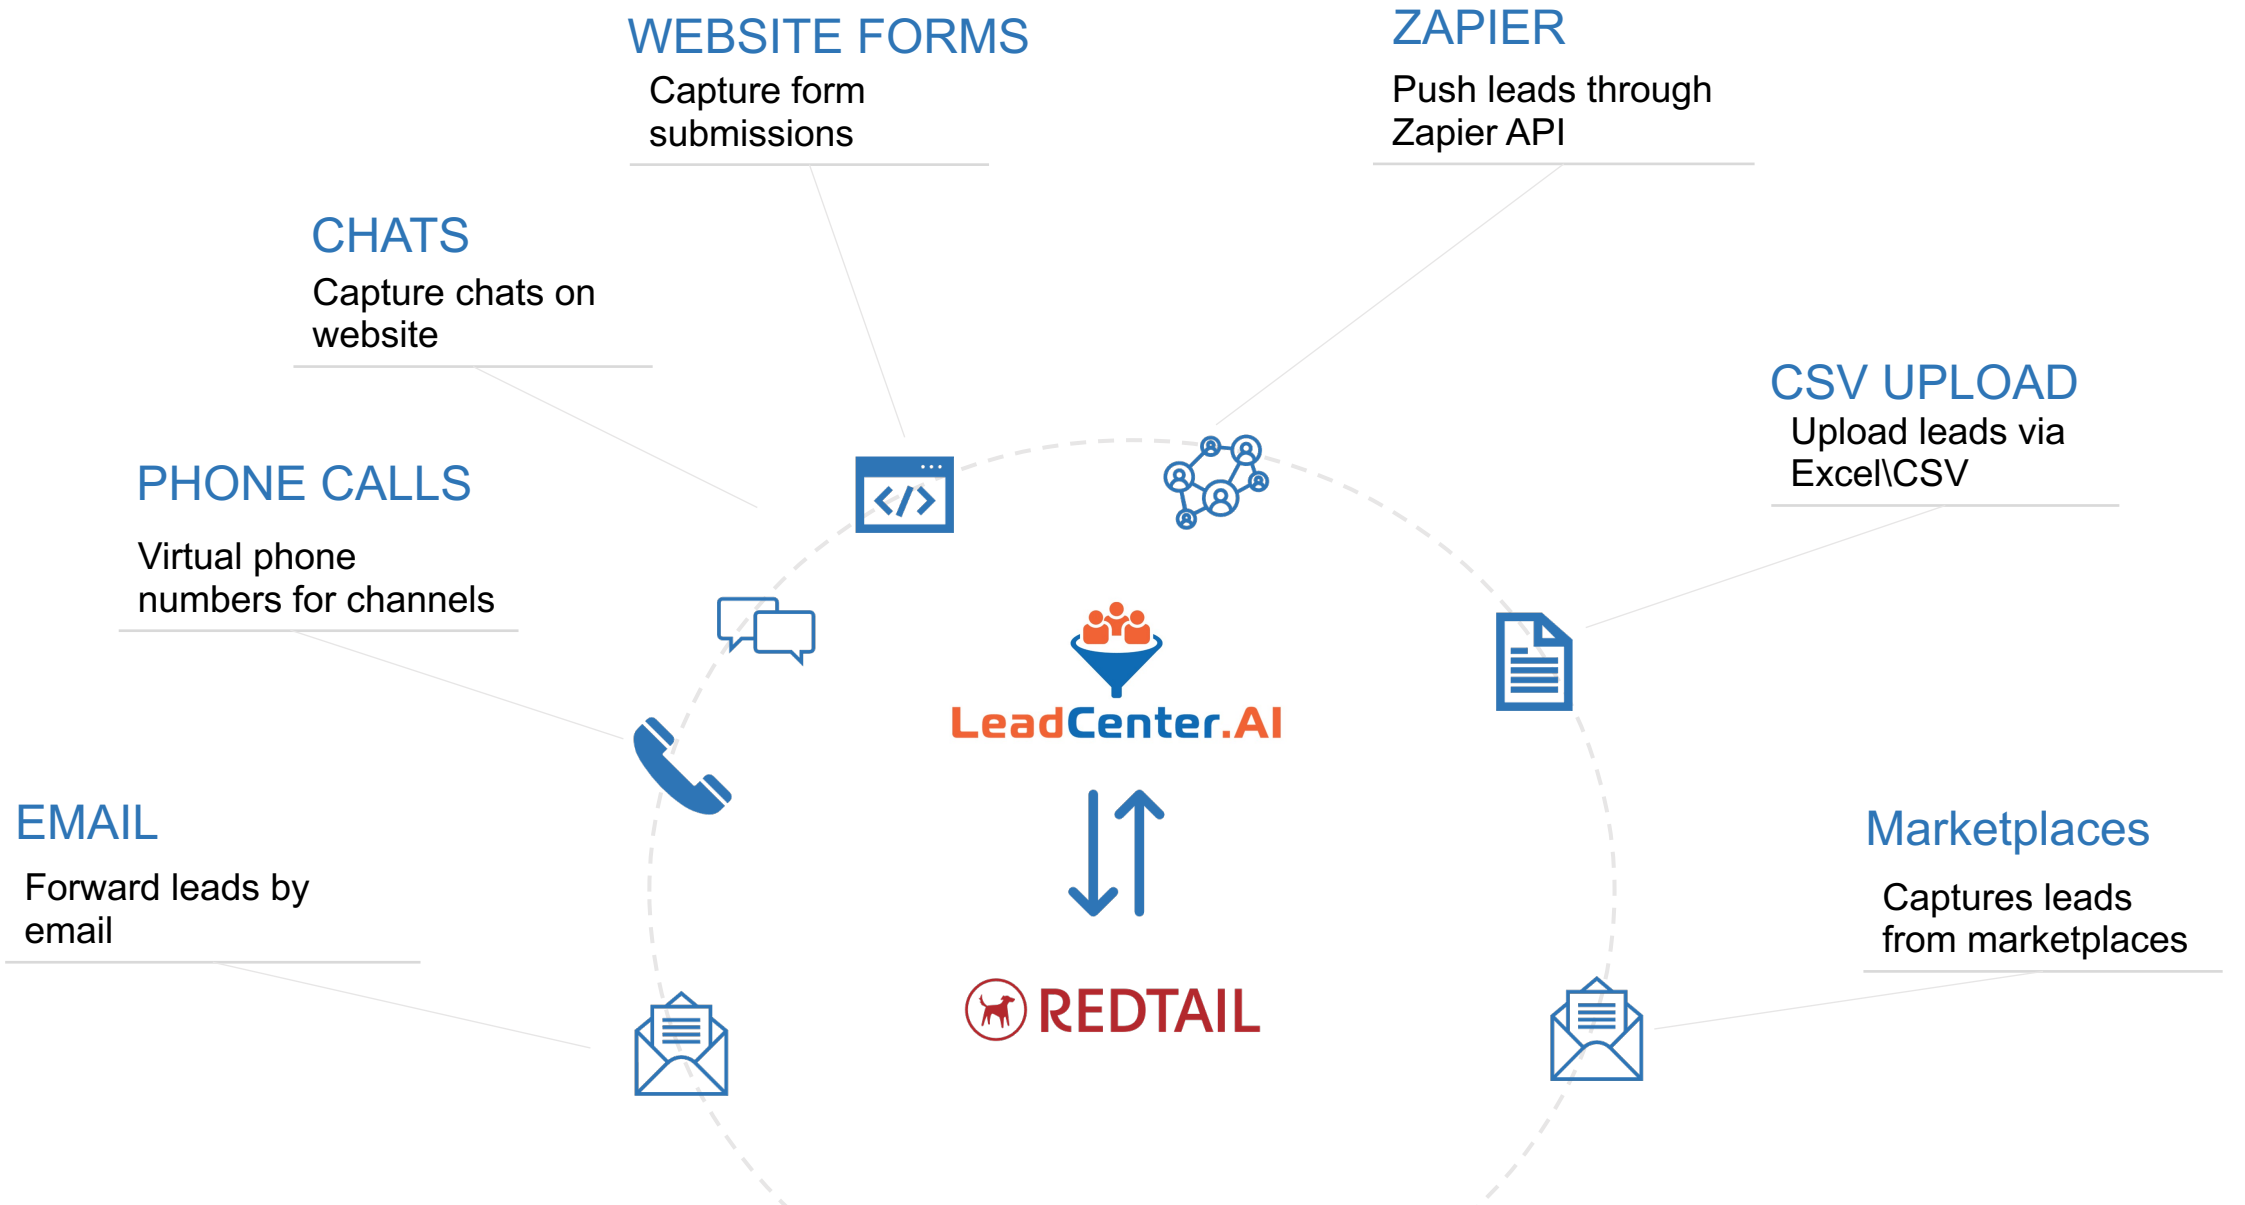 WEBSITE FORMS
Capture form
submissions
ZAPIER
Push leads through
Zapier API
CHATS
Capture chats on
website
CSV UPLOAD
Upload leads via
Excel\CSV
PHONE CALLS
Virtual phone
numbers for channels
LeadCenter.AI
EMAIL
Forward leads by
email
Marketplaces
Captures leads
from marketplaces
REDTAIL